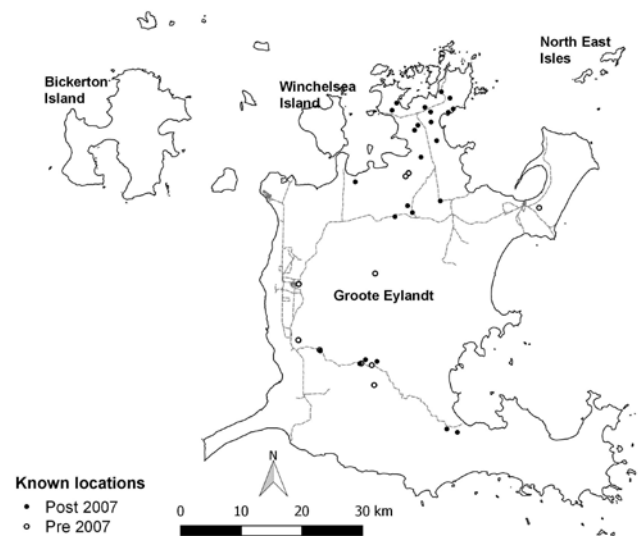 North East
Isles
Bickerton
Island
Winchelsea
Island
Groote Eylandt
N
Known locations
Post 2007
Pre 2007
0 10 20 30 km